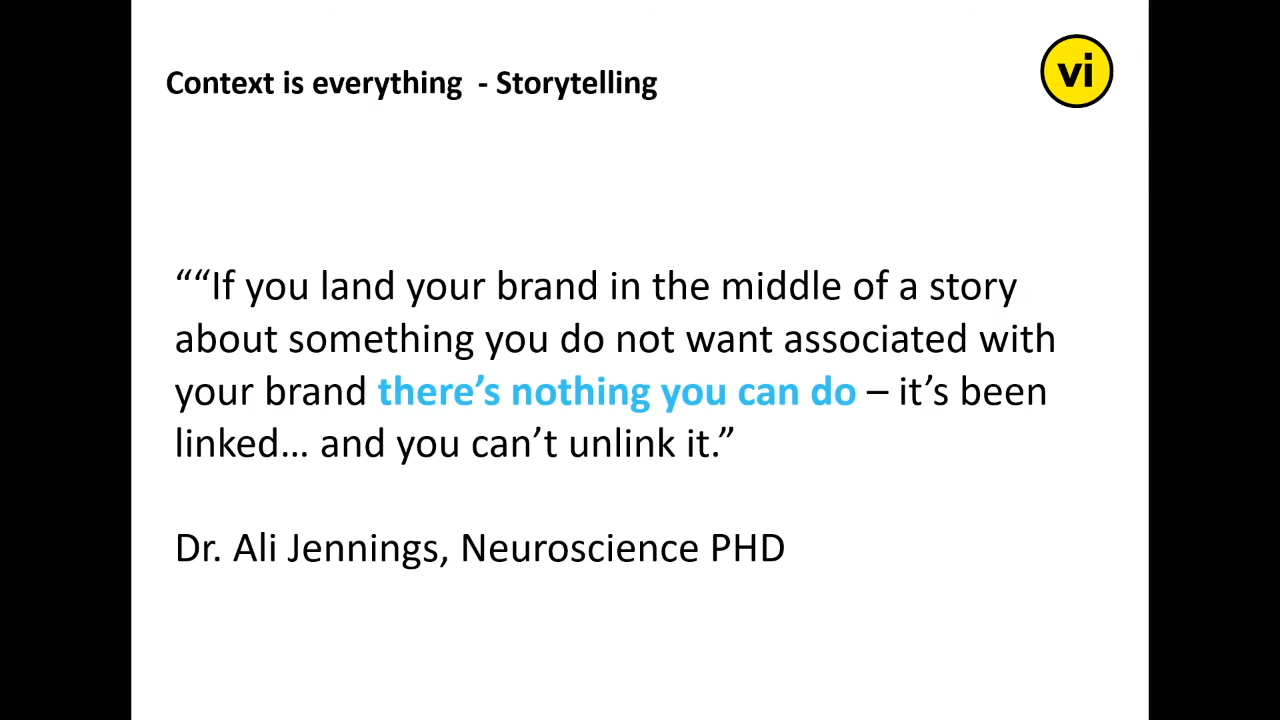 Context is everything  - Storytelling
vi
““If you land your brand in the middle of a story
about something you do not want associated with
your brand there’s nothing you can do – it’s been
linked… and you can’t unlink it.”
Dr. Ali Jennings, Neuroscience PHD